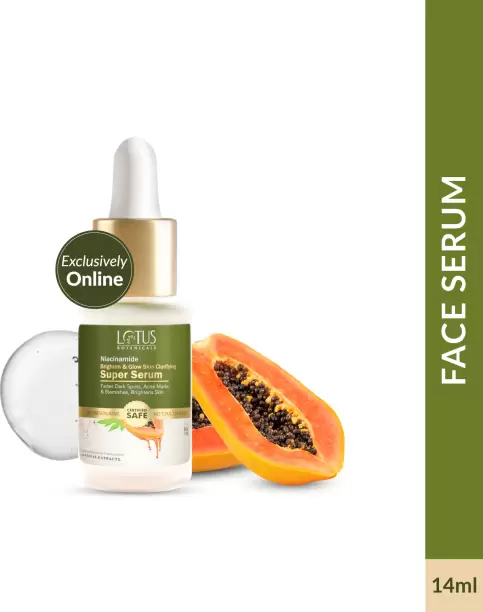 Exclusively
Online
LOTUS
BOTANICALS
Niacinamide
Brighten & Glow Skin Clarifying
Super Serum
Fades Dark Spots, Acne Marks
& Blemishes, Brightens Skin
CERTIFIED
SAFE
FACE SERUM
14ml